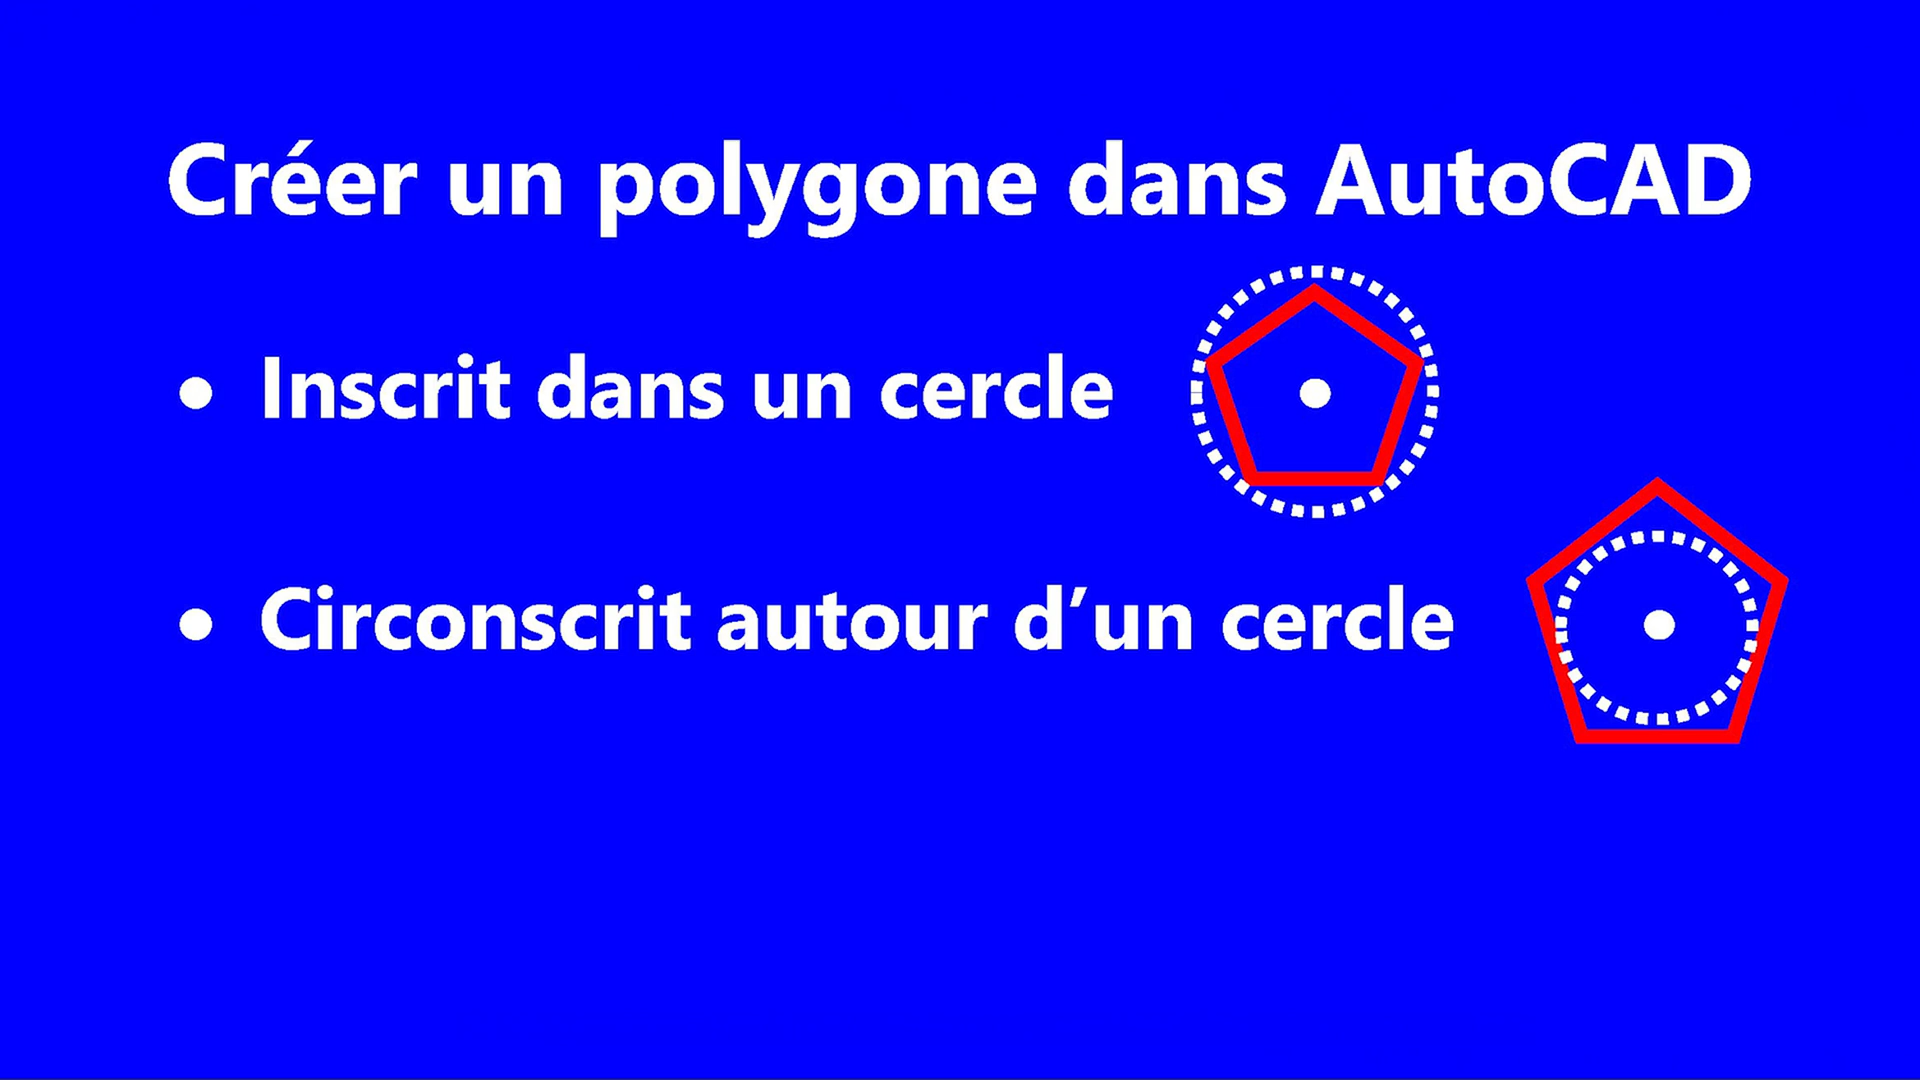 Créer un polygone dans AutoCAD
• Inscrit dans un cercle
• Circonscrit autour d’un cercle